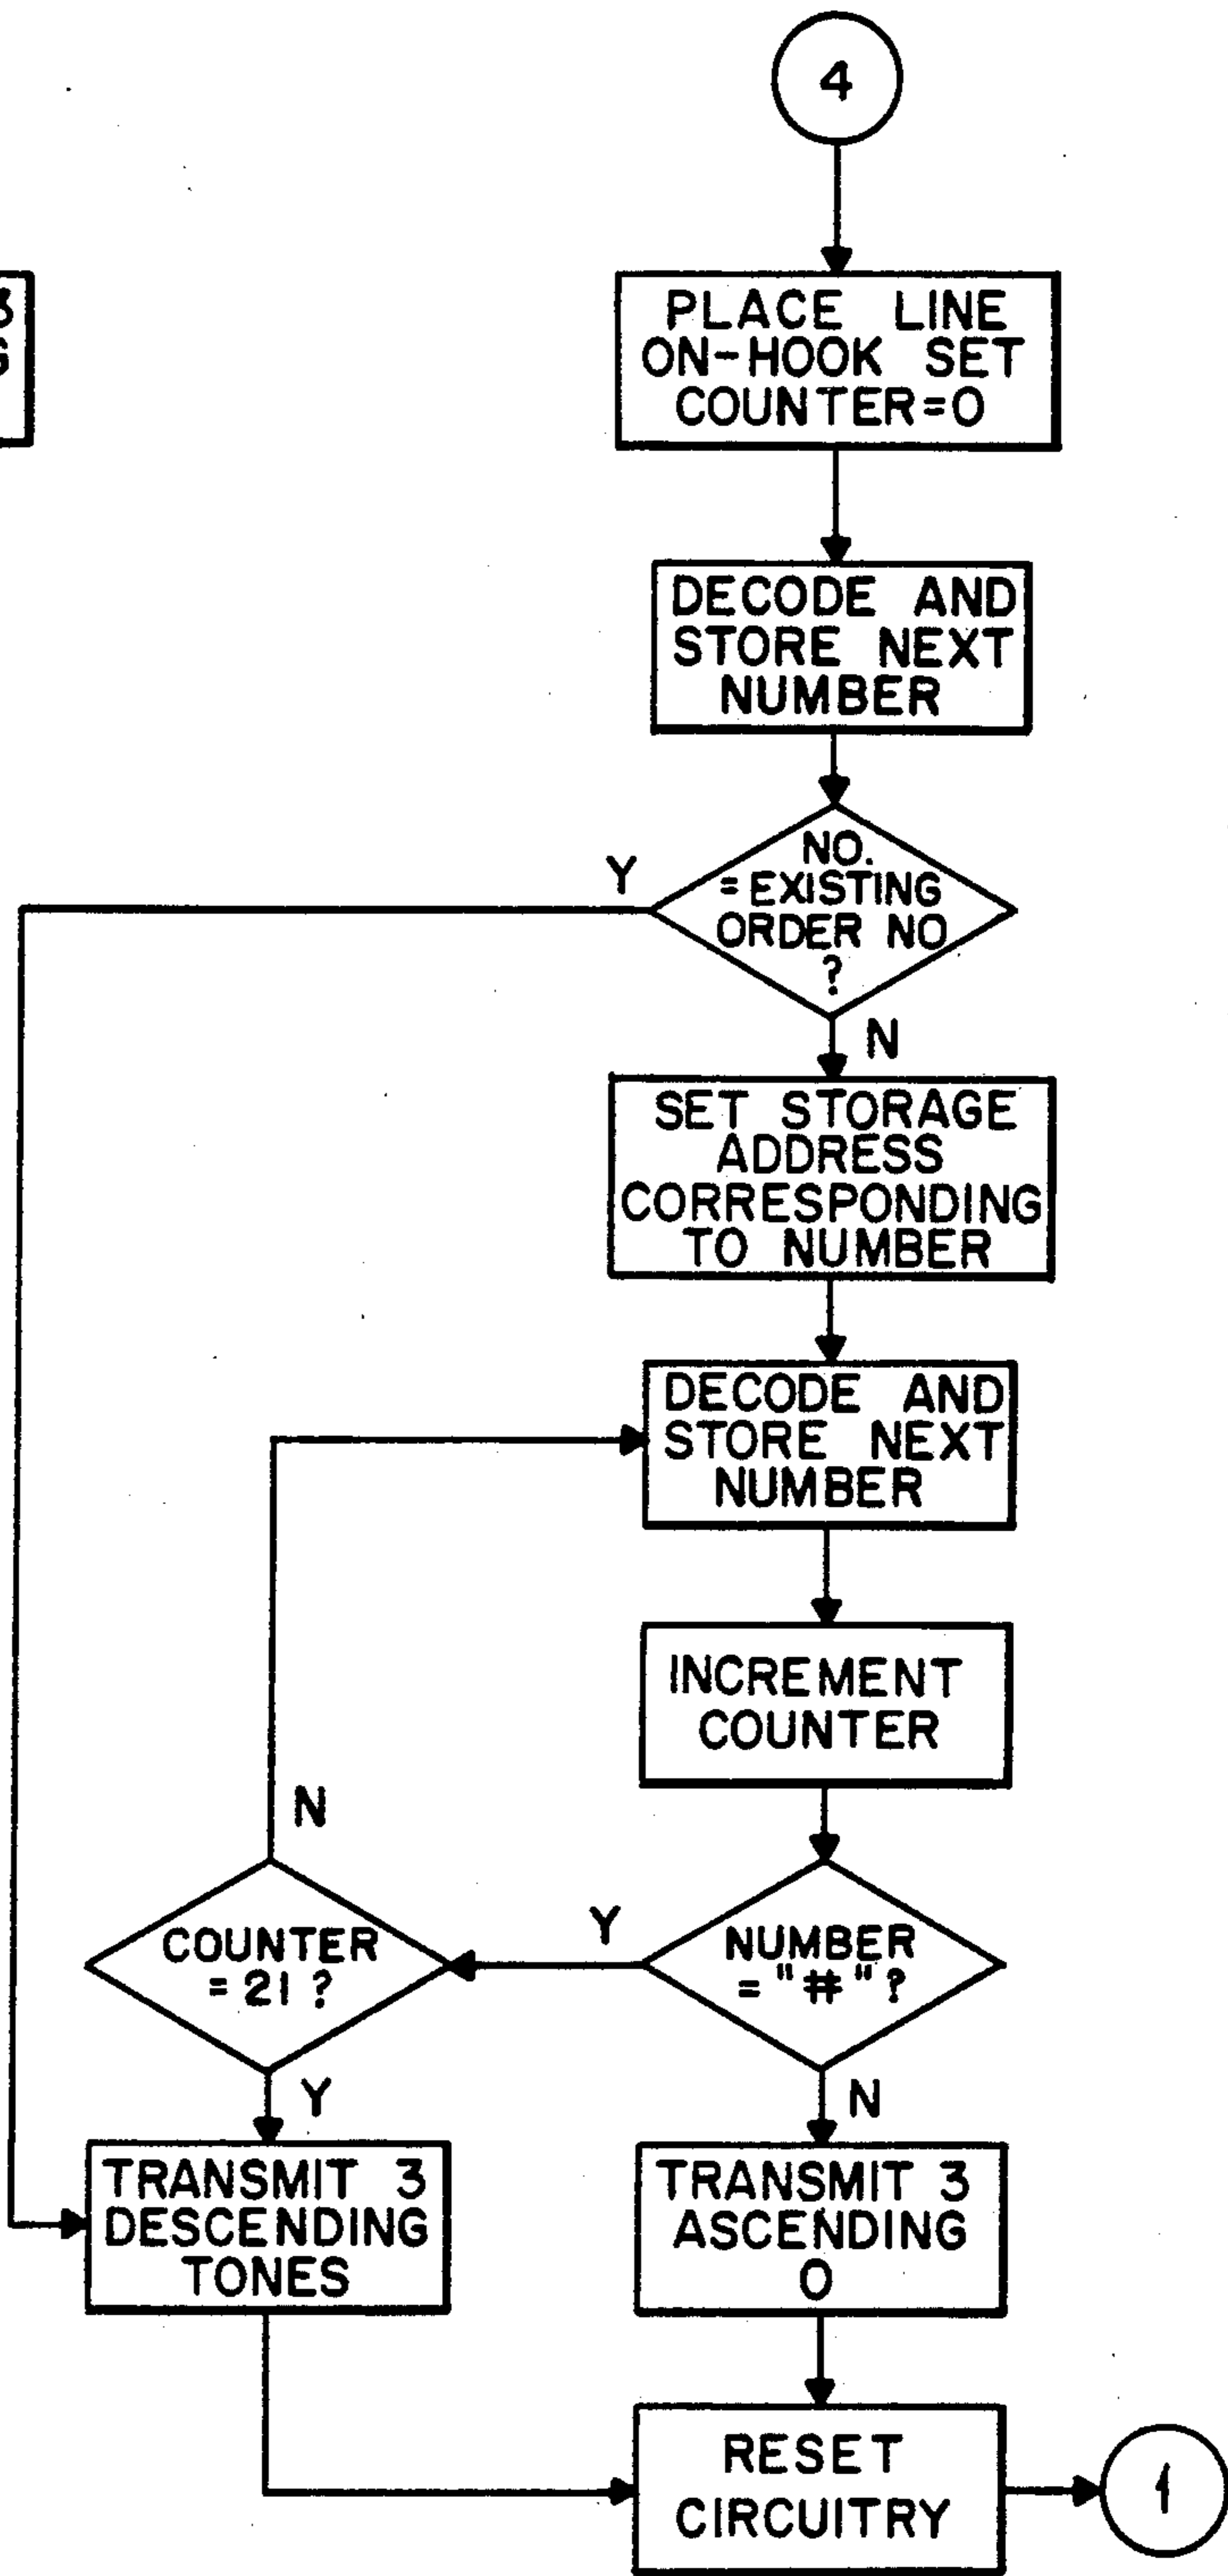 4
3
G
PLACE LINE
ON-HOOK SET
COUNTER=0
DECODE AND
STORE NEXT
NUMBER
NO.
= EXISTING
ORDER NO
?
Y
N
SET STORAGE
ADDRESS
CORRESPONDING
TO NUMBER
DECODE AND
STORE NEXT
NUMBER
INCREMENT
COUNTER
NUMBER
= "#" ?
Y
N
COUNTER
= 21 ?
N
Y
TRANSMIT 3
DESCENDING
TONES
TRANSMIT 3
ASCENDING
0
RESET
CIRCUITRY
1